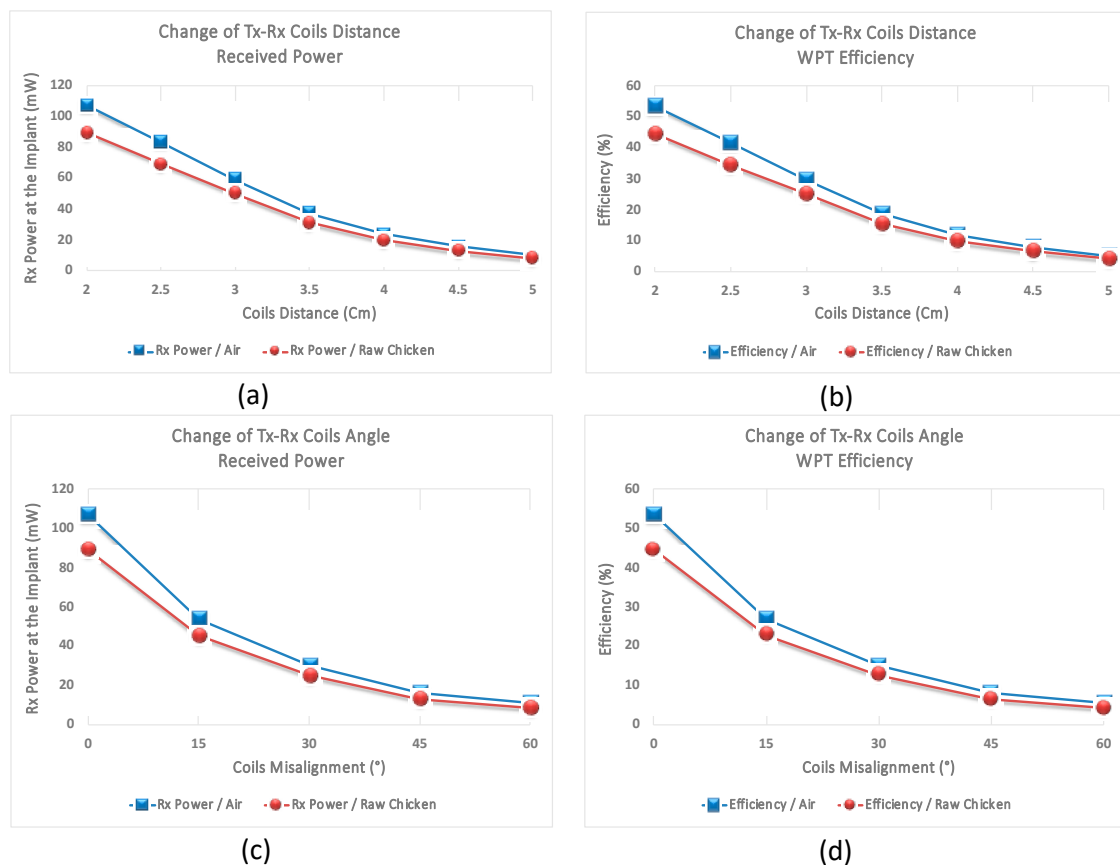 Change of Tx-Rx Coils Distance
Received Power
Rx Power at the Implant (mW)
120
100
80
60
40
20
0
2 2.5 3 3.5 4 4.5 5
Coils Distance (Cm)
Rx Power / Air Rx Power / Raw Chicken
(a)
Change of Tx-Rx Coils Distance
WPT Efficiency
Efficiency (%)
60
50
40
30
20
10
0
2 2.5 3 3.5 4 4.5 5
Coils Distance (Cm)
Efficiency / Air Efficiency / Raw Chicken
(b)
Change of Tx-Rx Coils Angle
Received Power
Rx Power at the Implant (mW)
120
100
80
60
40
20
0
0 15 30 45 60
Coils Misalignment (°)
Rx Power / Air Rx Power / Raw Chicken
(c)
Change of Tx-Rx Coils Angle
WPT Efficiency
Efficiency (%)
60
50
40
30
20
10
0
0 15 30 45 60
Coils Misalignment (°)
Efficiency / Air Efficiency / Raw Chicken
(d)